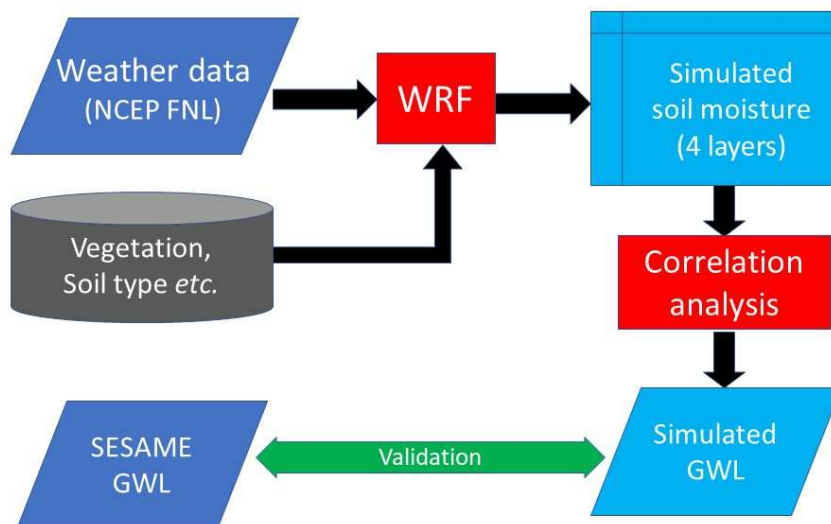 Weather data
(NCEP FNL)
WRF
Simulated
soil moisture
(4 layers)
Vegetation,
Soil type etc.
Correlation
analysis
SESAME
GWL
Validation
Simulated
GWL